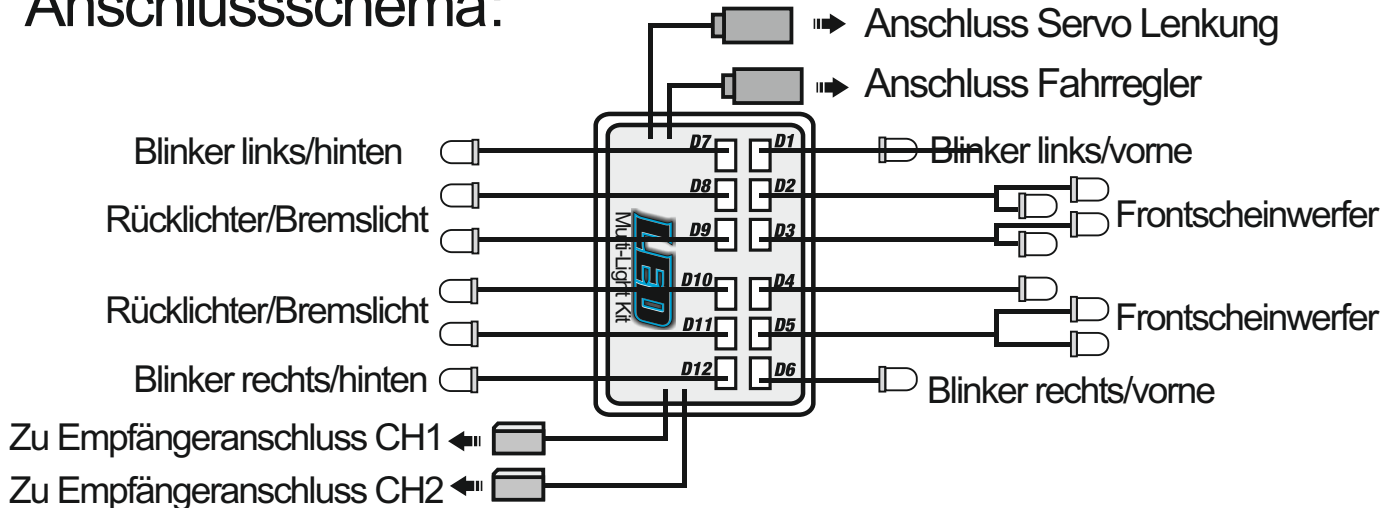 Anschlussschema:
Anschluss Servo Lenkung
Anschluss Fahrregler
Blinker links/hinten
D7
D1
Blinker links/vorne
Rücklichter/Bremslicht
D8
D2
Frontscheinwerfer
D9
D3
LED
Multi-Light Kit
Rücklichter/Bremslicht
D10
D4
Frontscheinwerfer
D11
D5
Blinker rechts/hinten
D12
D6
Blinker rechts/vorne
Zu Empfängeranschluss CH1
Zu Empfängeranschluss CH2